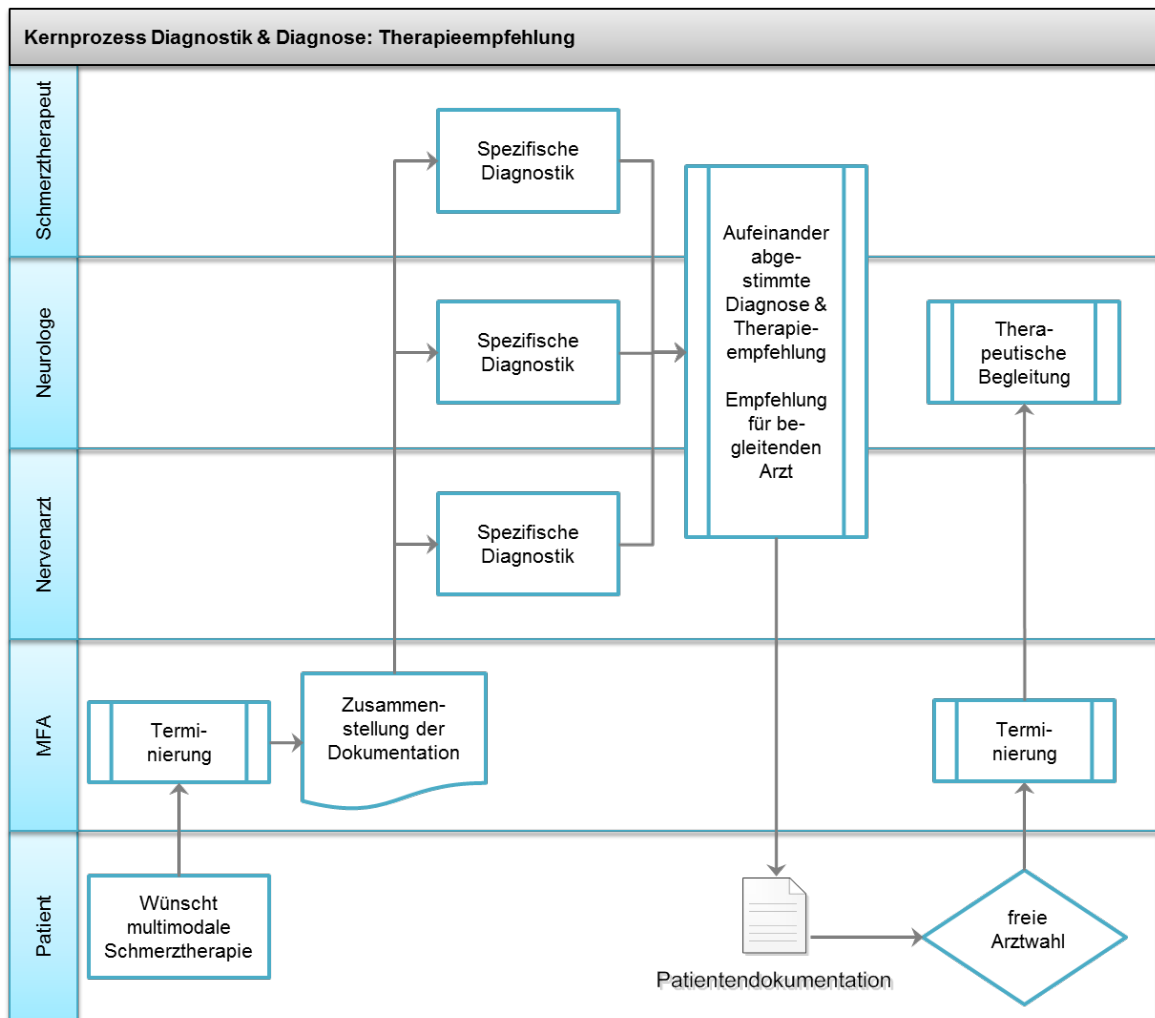 Kernprozess Diagnostik & Diagnose: Therapieempfehlung
Schmerztherapeut
Spezifische
Diagnostik
Neurologe
Spezifische
Diagnostik
Aufeinander
abge-
stimmte
Diagnose &
Therapie-
empfehlung
Empfehlung
für be-
gleitenden
Arzt
Thera-
peutische
Begleitung
Nervenarzt
Spezifische
Diagnostik
MFA
Termi-
nierung
Zusammen-
stellung der
Dokumentation
Termi-
nierung
Patient
Wünscht
multimodale
Schmerztherapie
Patientendokumentation
freie
Arztwahl